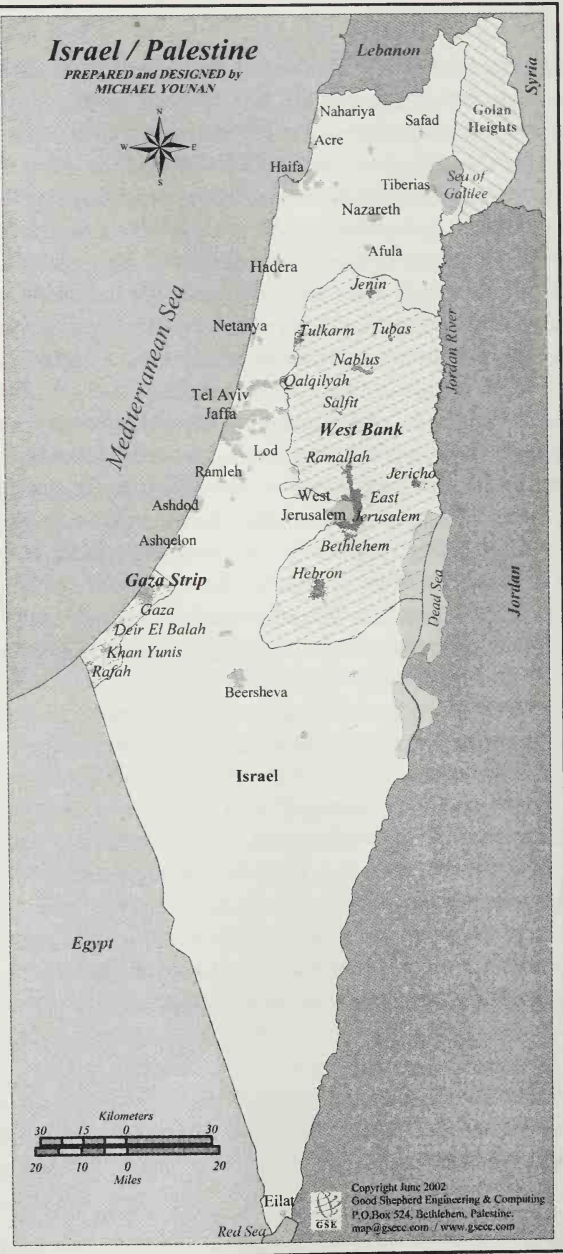 Israel / Palestine
PREPARED and DESIGNED by
MICHAEL YOUNAN
N
W
E
S
Lebanon
Syria
Golan
Heights
Nahariya
Safad
Acre
Haifa
Tiberias
Sea of
Galilee
Nazareth
Afula
Hadera
Jenin
Mediterranean Sea
Netanya
Tulkarm
Tubas
Jordan River
Nablus
Qalqilyah
Tel Aviv
Jaffa
Salfit
West Bank
Lod
Ramallah
Ramleh
Jericho
West
Jerusalem
East
Jerusalem
Ashdod
Ashqelon
Bethlehem
Hebron
Gaza Strip
Gaza
Deir El Balah
Khan Yunis
Rafah
Dead Sea
Jordan
Beersheva
Israel
Egypt
Kilometers
30 15 0 30
20 10 0 20
Miles
Eilat
Red Sea
GSE
Copyright June 2002
Good Shepherd Engineering & Computing
P.O.Box 524, Bethlehem, Palestine.
map@gsecc.com / www.gsecc.com